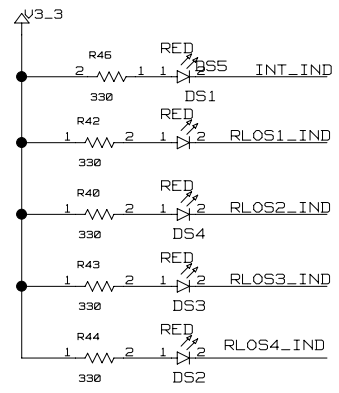 V3_3
R46 RED
2 1 1 2 DS5 INT_IND
330 DS1
R42 RED
1 2 1 2 RLOS1_IND
330
R40 RED
1 2 1 2 RLOS2_IND
330 DS4
R43 RED
1 2 1 2 RLOS3_IND
330 DS3
R44 RED
1 2 1 2 RLOS4_IND
330 DS2